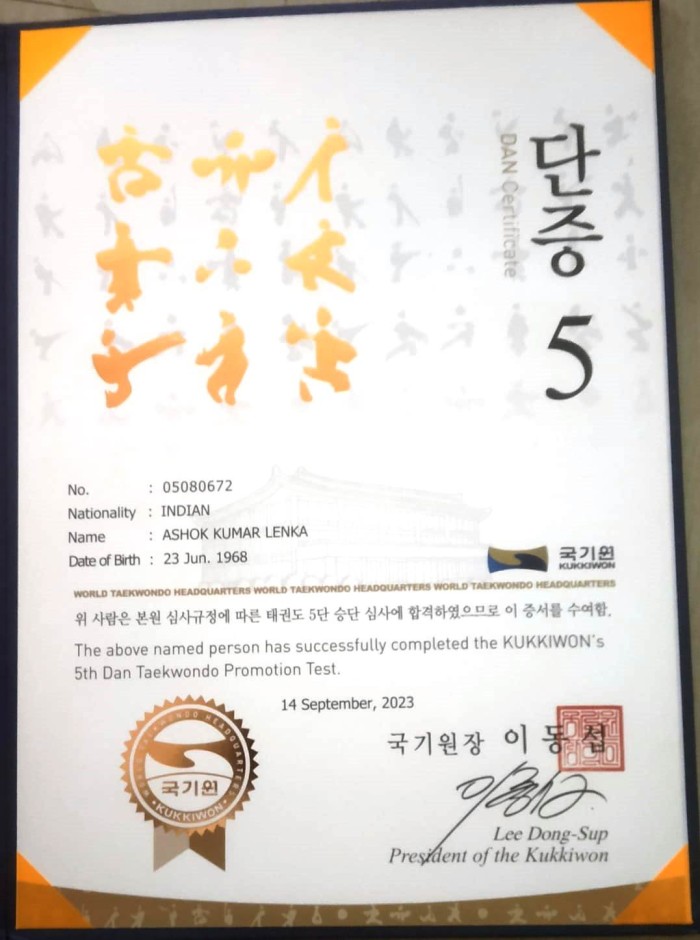 단증
DAN Certificate
5
No. : 05080672
Nationality : INDIAN
Name : ASHOK KUMAR LENKA
Date of Birth : 23 Jun. 1968
국기원
KUKKIWON
WORLD TAEKWONDO HEADQUARTERS WORLD TAEKWONDO HEADQUARTERS WORLD TAEKWONDO HEADQUARTERS
위 사람은 본원 심사규정에 따른 태권도 5단 승단 심사에 합격하였으므로 이 증서를 수여함.
The above named person has successfully completed the KUKKIWON's
5th Dan Taekwondo Promotion Test.
14 September, 2023
국기원장 이동섭
WORLD TAEKWONDO HEADQUARTERS
국기원
KUKKIWON
Lee Dong-Sup
President of the Kukkiwon